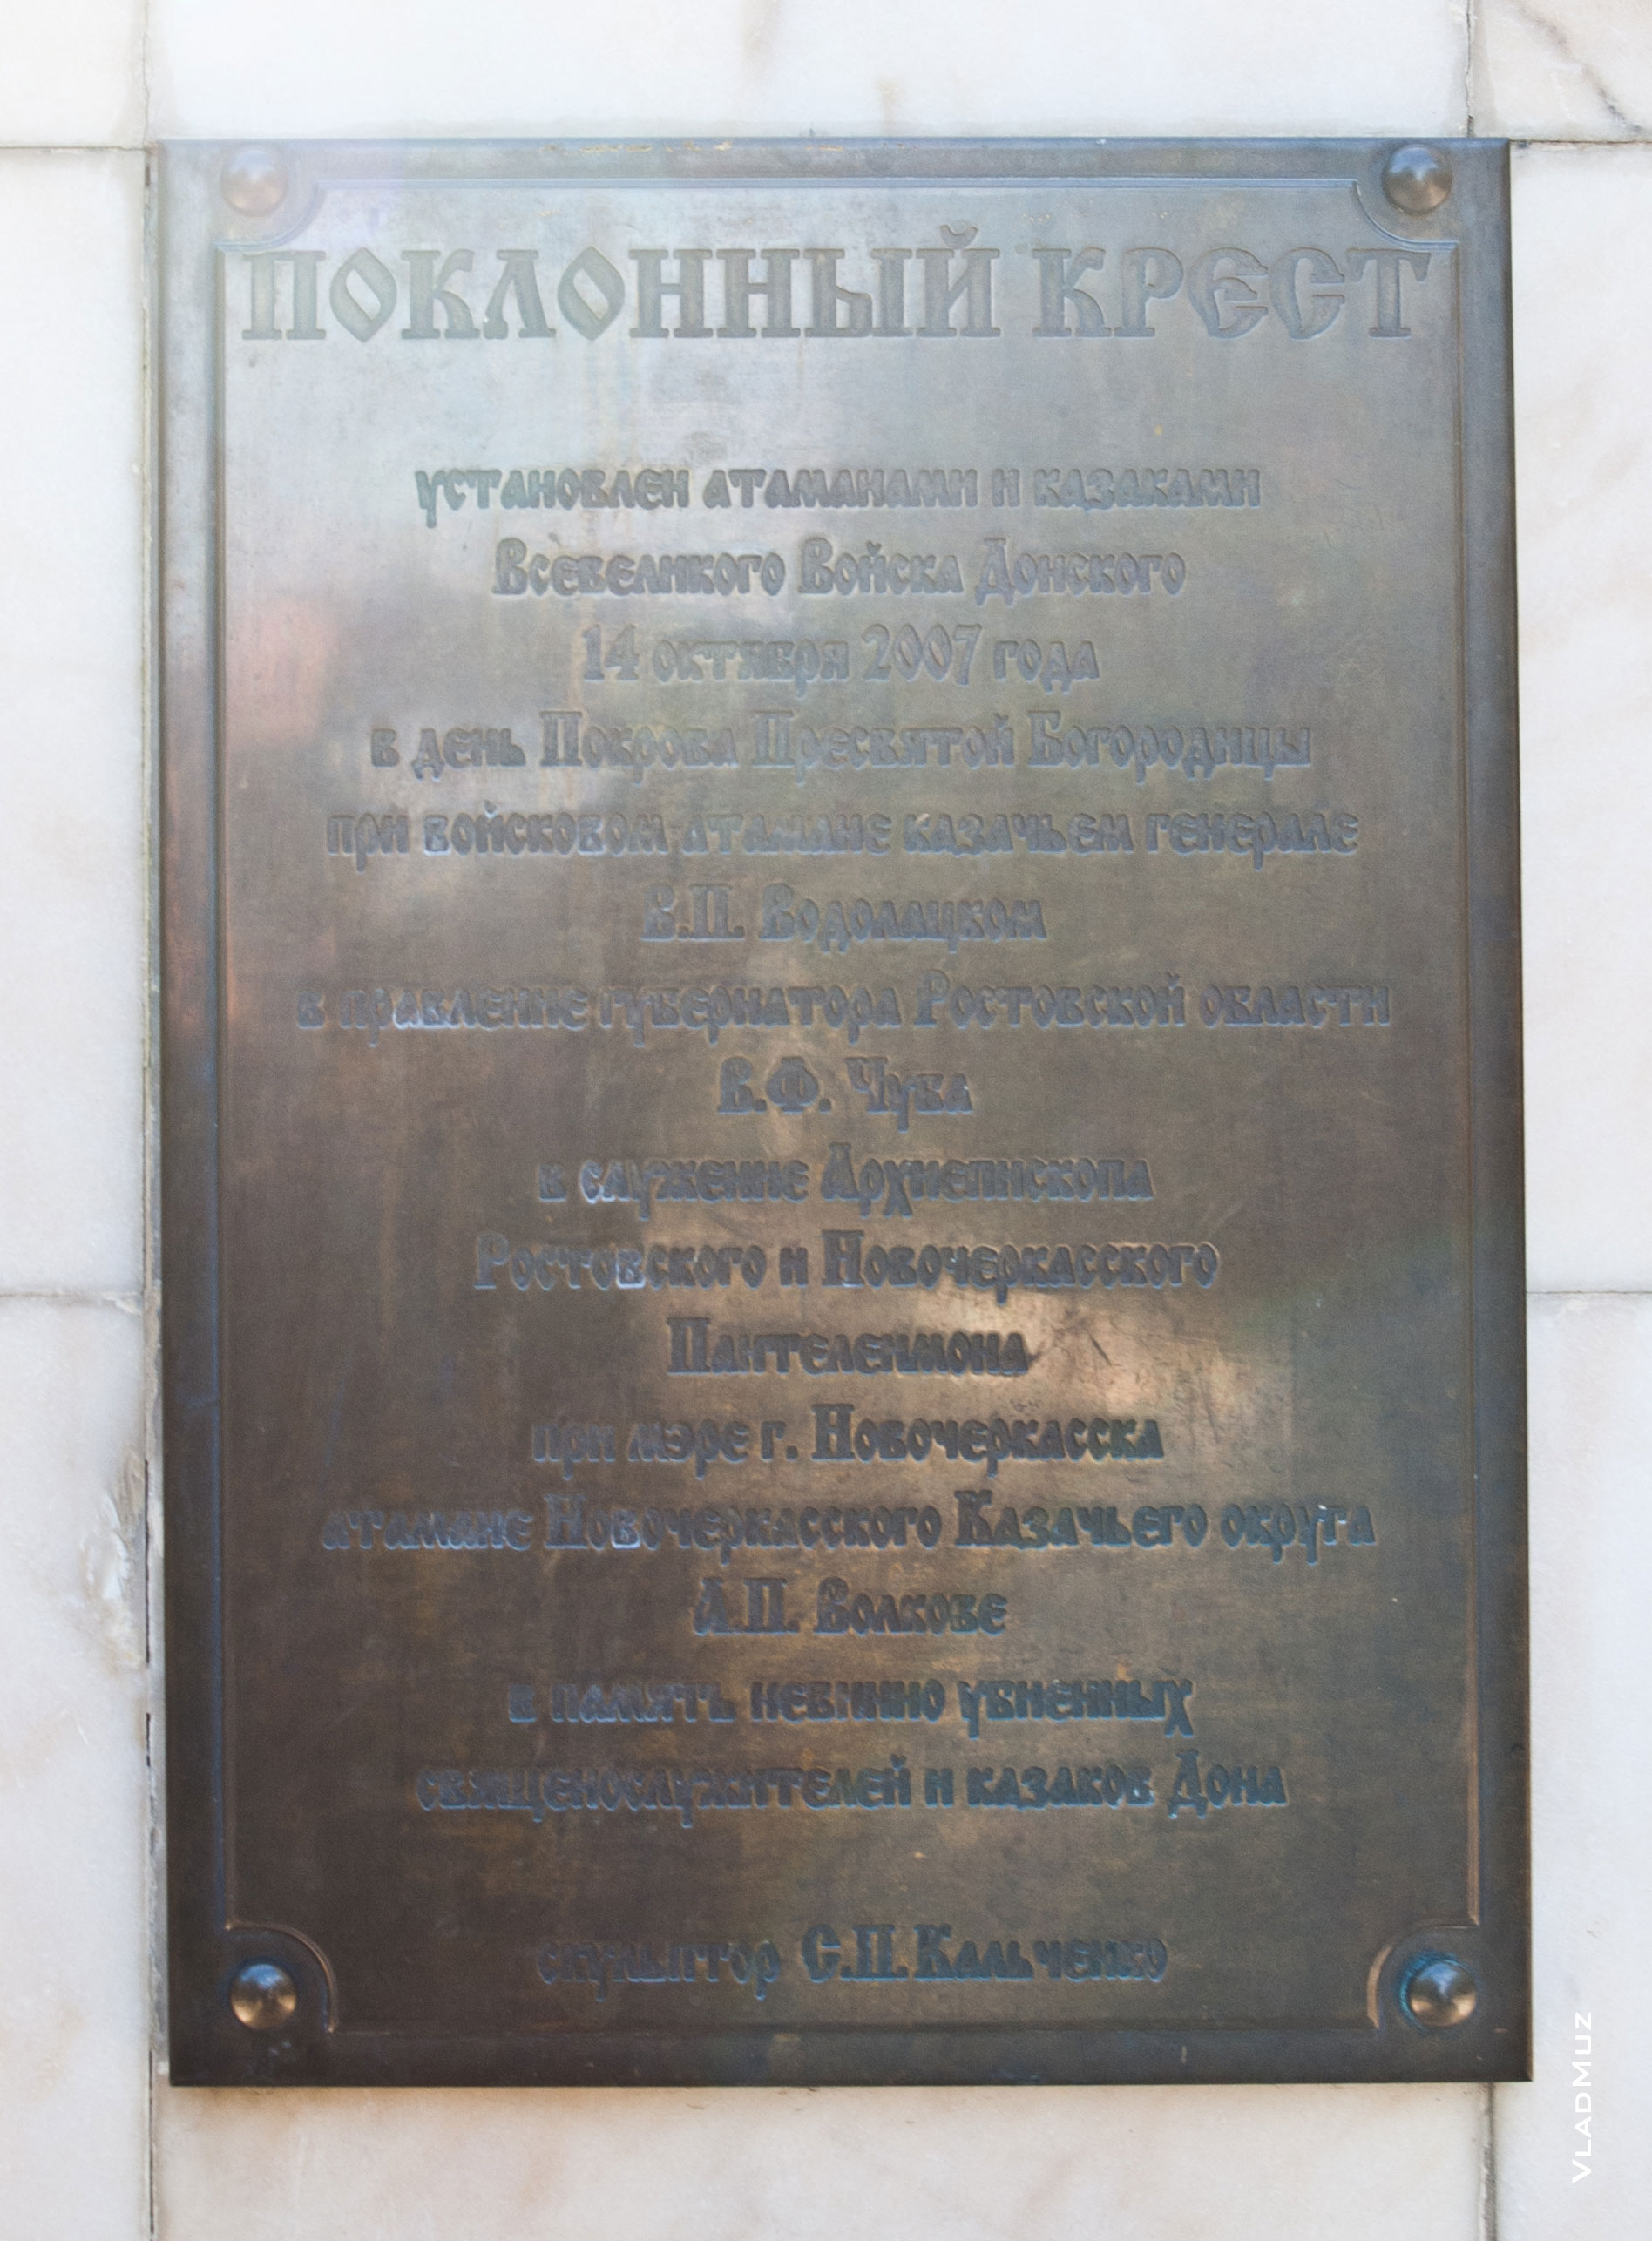 ПОКЛОННЫЙ КРЕСТ
установлен атаманами и казаками
Всевеликого Войска Донского
14 октября 2007 года
в день Покрова Пресвятой Богородицы
при войсковом атамане казачьем генерале
В.П. Водолацком
в правление губернатора Ростовской области
В.Ф. Чуба
в служение Архиепископа
Ростовского и Новочеркасского
Пантелеимона
при мэре г. Новочеркасска
атамане Новочеркасского Казачьего округа
А.П. Волкове
в память невинно убиенных
священослужителей и казаков Дона
скульптор С.П. Кальченко
VLADMUZ